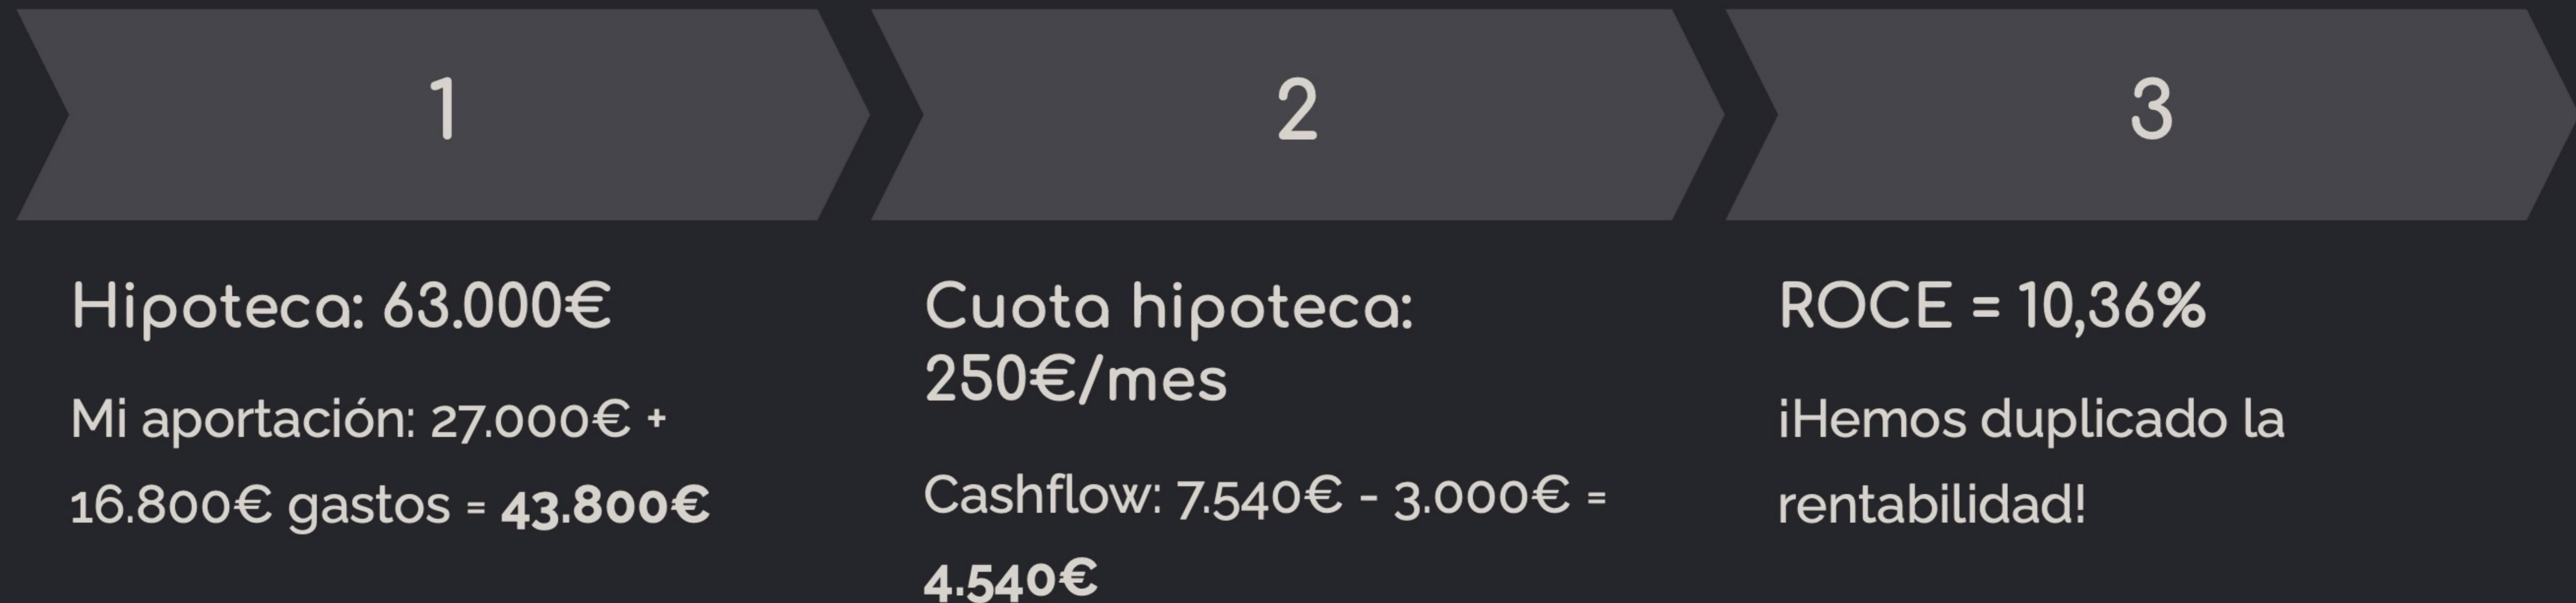 1
Hipoteca: 63.000€
Mi aportación: 27.000€ +
16.800€ gastos = 43.800€
2
Cuota hipoteca:
250€/mes
Cashflow: 7.540€ - 3.000€ =
4.540€
3
ROCE = 10,36%
¡Hemos duplicado la
rentabilidad!